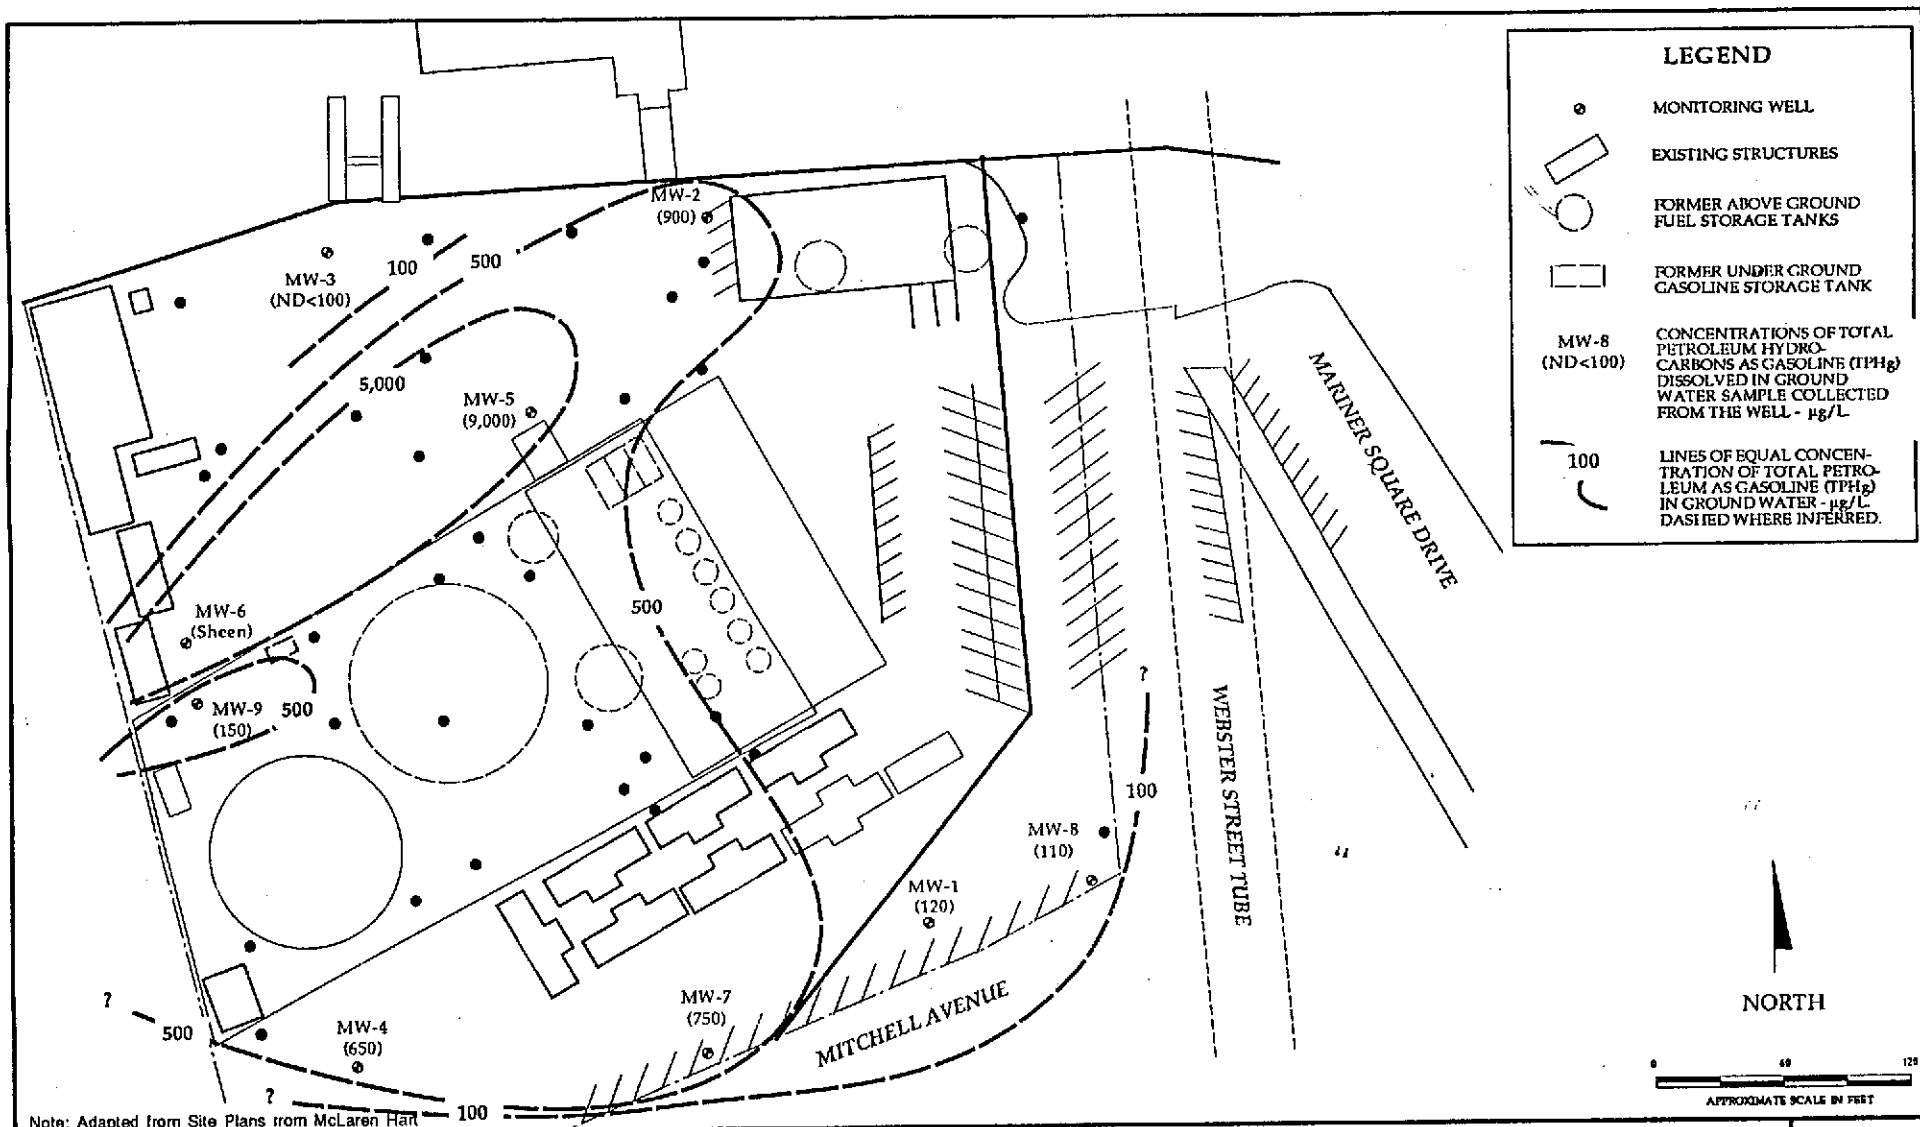 LEGEND
MONITORING WELL
EXISTING STRUCTURES
FORMER ABOVE GROUND
FUEL STORAGE TANKS
FORMER UNDER GROUND
GASOLINE STORAGE TANK
MW-8
(ND<100)
CONCENTRATIONS OF TOTAL
PETROLEUM HYDRO-
CARBONS AS GASOLINE (TPHg)
DISSOLVED IN GROUND
WATER SAMPLE COLLECTED
FROM THE WELL - µg/L
100
LINES OF EQUAL CONCEN-
TRATION OF TOTAL PETRO-
LEUM AS GASOLINE (TPHg)
IN GROUND WATER - µg/L.
DASHED WHERE INFERRED.
MW-2
(900)
MW-3
(ND<100)
100
500
5,000
MW-5
(9,000)
MW-6
(Sheen)
MW-9
(150)
500
500
MARINER SQUARE DRIVE
WEBSTER STREET TUBE
?
100
MW-8
(110)
MW-1
(120)
MW-7
(750)
MITCHELL AVENUE
?
500
MW-4
(650)
?
100
NORTH
0 60 120
APPROXIMATE SCALE IN FEET
Note: Adapted from Site Plans from McLaren Hart